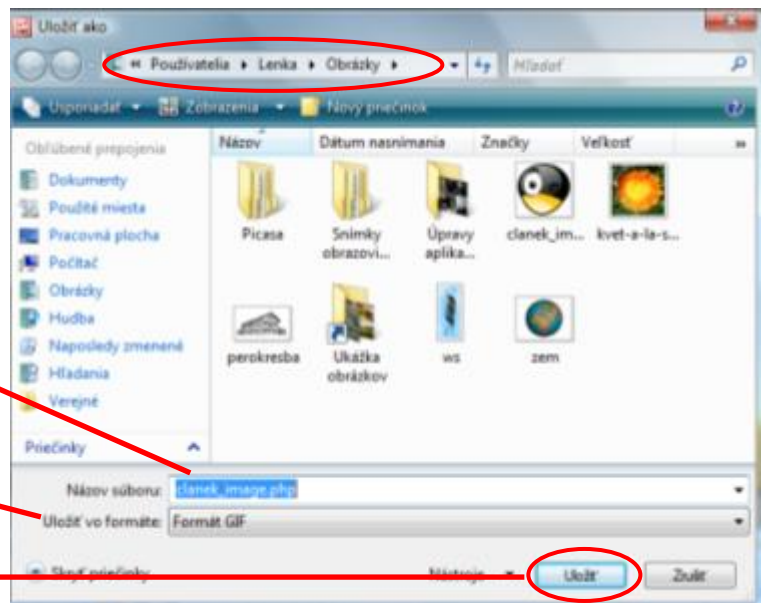 Uložiť ako
« Používatelia ▸ Lenka ▸ Obrázky ▸
Hľadať
Usporiadať
Zobrazenia
Nový priečinok
Obľúbené prepojenia
Dokumenty
Použité miesta
Pracovná plocha
Počítač
Obrázky
Hudba
Naposledy zmenené
Hľadania
Verejné
Priečinky
Názov Dátum nasnímania Značky Veľkosť »
Picasa
Snímky obrazovi...
Úpravy aplika...
clanek_im...
kvet-a-la-s...
perokresba
Ukážka obrázkov
ws
zem
Názov súboru: clanek_image.php
Uložiť vo formáte: Formát GIF
Skryť priečinky
Nástroje
Uložiť
Zrušiť